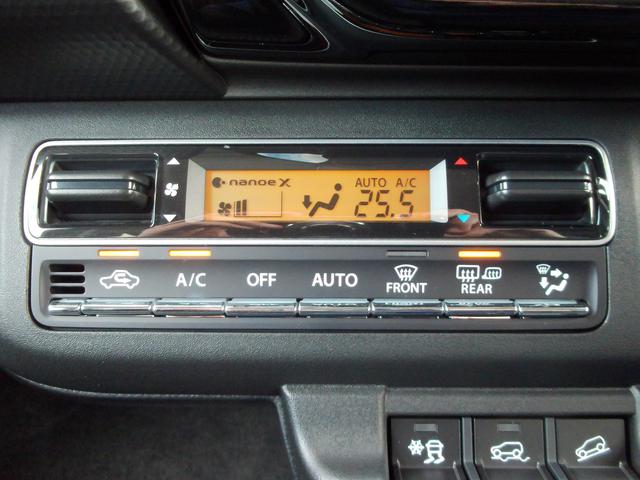 nanoe X
AUTO A/C
25.5
A/C OFF AUTO FRONT REAR